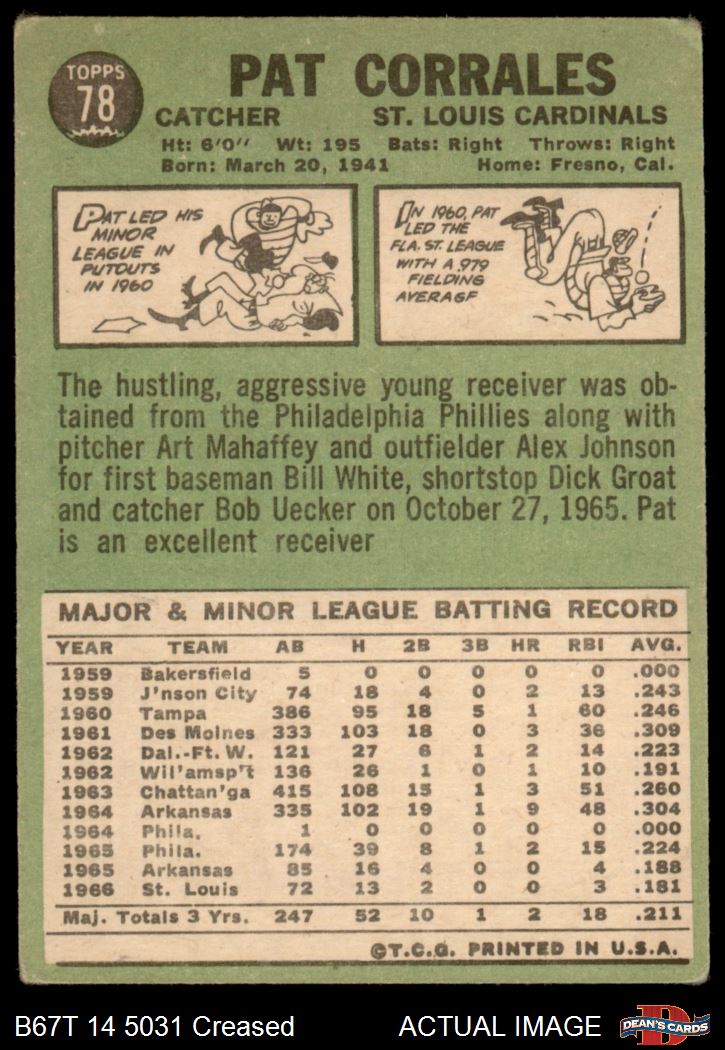 TOPPS
78
PAT CORRALES
CATCHER ST. LOUIS CARDINALS
Ht: 6'0" Wt: 195 Bats: Right Throws: Right
Born: March 20, 1941 Home: Fresno, Cal.
PAT LED HIS
MINOR
LEAGUE IN
PUTOUTS
IN 1960
IN 1960, PAT
LED THE
FLA. ST. LEAGUE
WITH A .979
FIELDING
AVERAGE
The hustling, aggressive young receiver was ob-
tained from the Philadelphia Phillies along with
pitcher Art Mahaffey and outfielder Alex Johnson
for first baseman Bill White, shortstop Dick Groat
and catcher Bob Uecker on October 27, 1965. Pat
is an excellent receiver
MAJOR & MINOR LEAGUE BATTING RECORD
YEAR TEAM AB H 2B 3B HR RBI AVG.
1959 Bakersfield 5 0 0 0 0 0 .000
1959 J'nson City 74 18 4 0 2 13 .243
1960 Tampa 386 95 18 5 1 60 .246
1961 Des Moines 333 103 18 0 3 36 .309
1962 Dal.-Ft. W. 121 27 6 1 2 14 .223
1962 Wil'amsp't 136 26 1 0 1 10 .191
1963 Chattan'ga 415 108 15 1 3 51 .260
1964 Arkansas 335 102 19 1 9 48 .304
1964 Phila. 1 0 0 0 0 0 .000
1965 Phila. 174 39 8 1 2 15 .224
1965 Arkansas 85 16 4 0 0 4 .188
1966 St. Louis 72 13 2 0 0 3 .181
Maj. Totals 3 Yrs. 247 52 10 1 2 18 .211
©T.C.G. PRINTED IN U.S.A.
B67T 14 5031 Creased ACTUAL IMAGE
D
DEAN'S CARDS